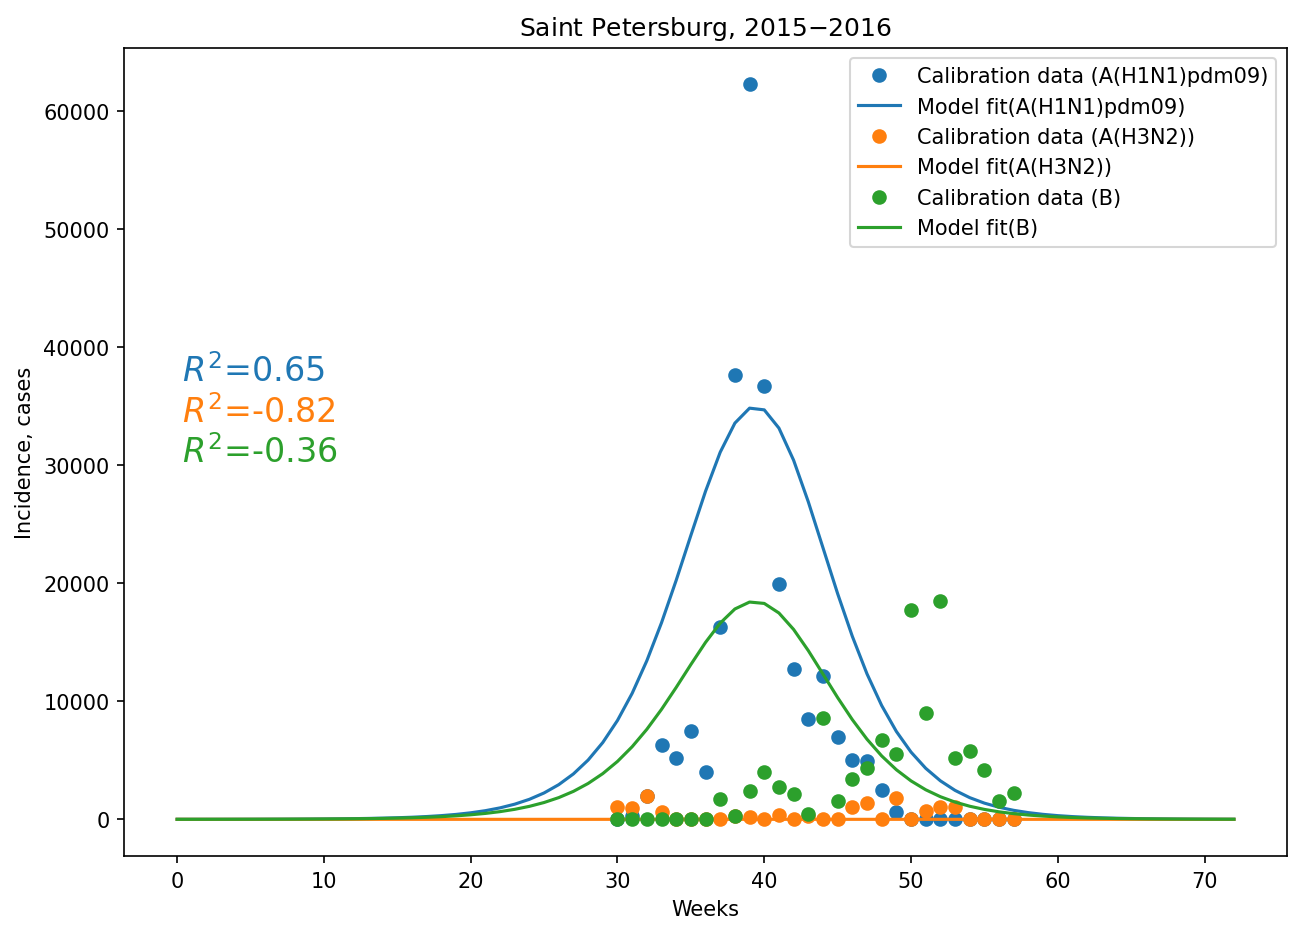 Saint Petersburg, 2015−2016
Calibration data (A(H1N1)pdm09)
Model fit(A(H1N1)pdm09)
Calibration data (A(H3N2))
Model fit(A(H3N2))
Calibration data (B)
Model fit(B)
60000
50000
40000
30000
20000
10000
0
Incidence, cases
R²=0.65
R²=-0.82
R²=-0.36
0 10 20 30 40 50 60 70
Weeks